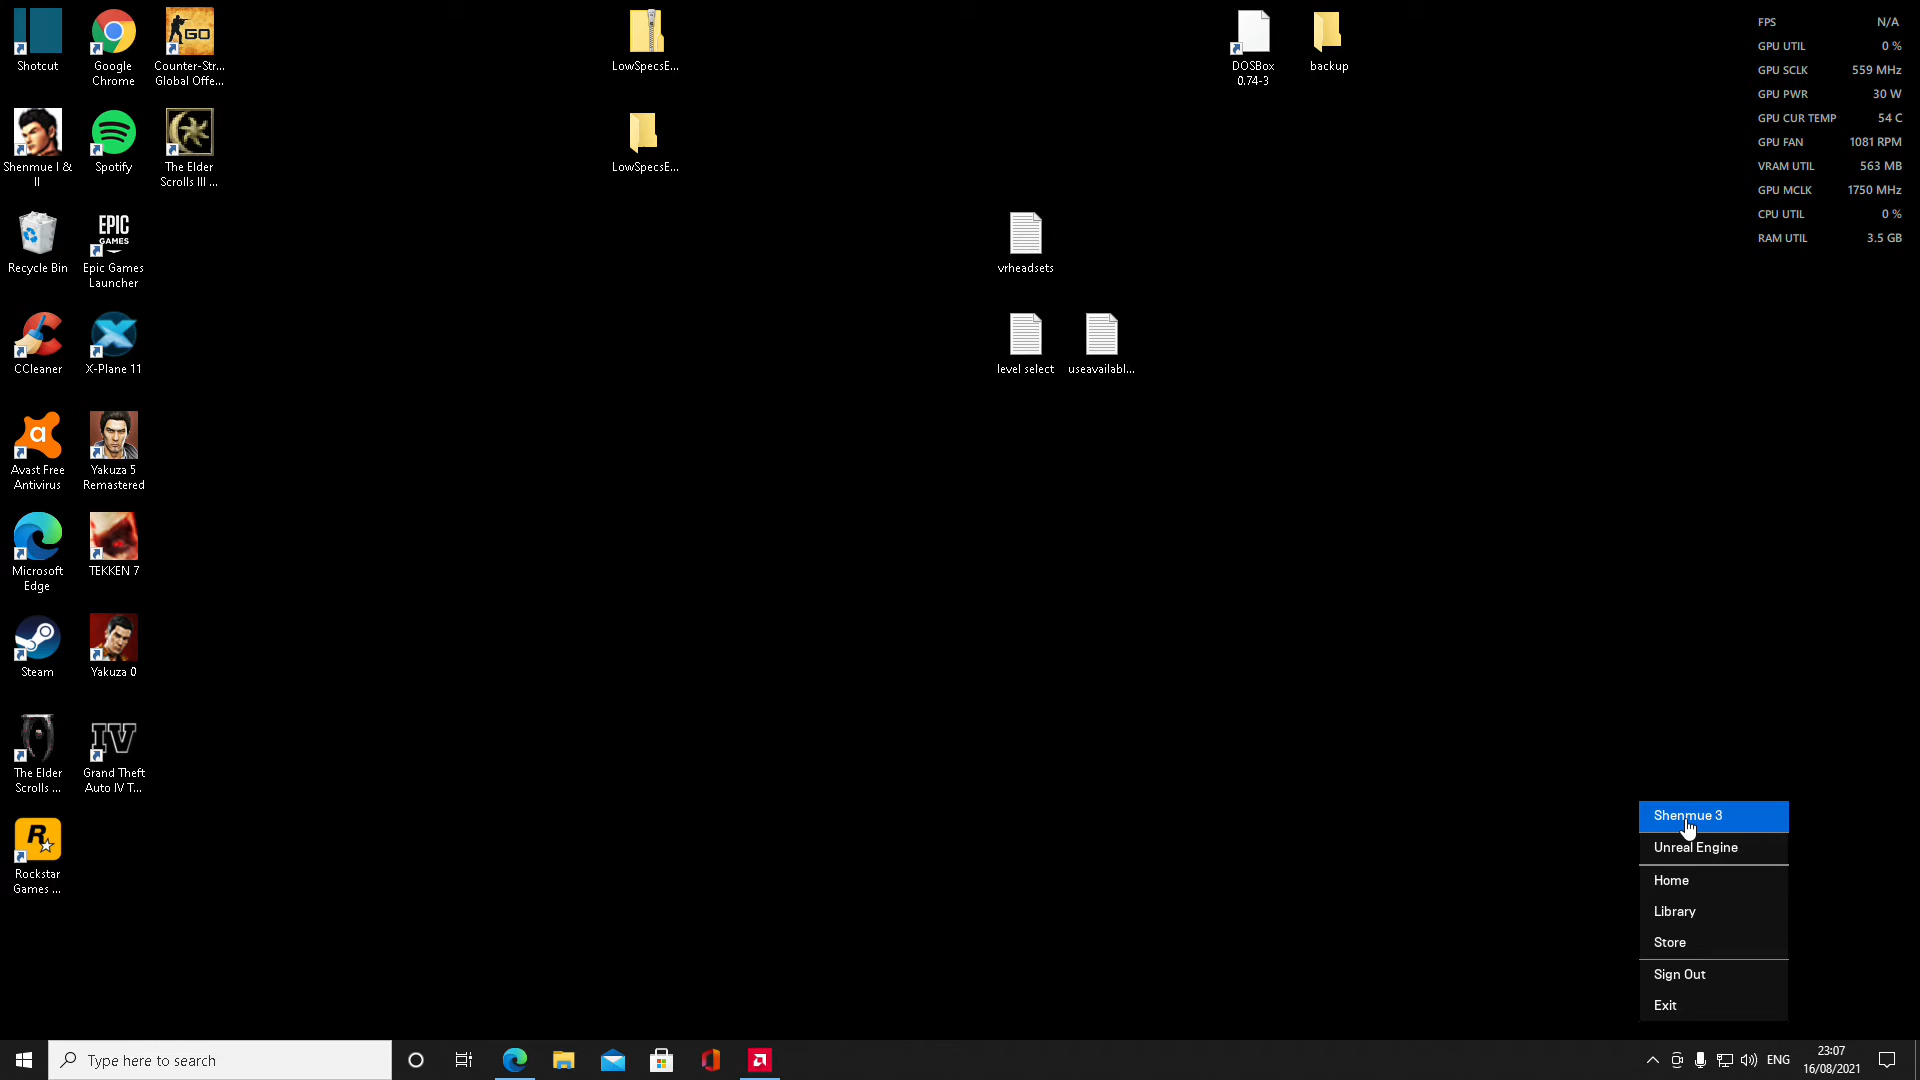 Shotcut
Google
Chrome
GO
Counter-Str...
Global Offe...
LowSpecsE...
DOSBox
0.74-3
backup
FPS N/A
GPU UTIL 0 %
GPU SCLK 559 MHz
GPU PWR 30 W
GPU CUR TEMP 54 C
GPU FAN 1081 RPM
VRAM UTIL 563 MB
GPU MCLK 1750 MHz
CPU UTIL 0 %
RAM UTIL 3.5 GB
Shenmue I &
II
Spotify
The Elder
Scrolls III ...
LowSpecsE...
Recycle Bin
EPIC
GAMES
Epic Games
Launcher
vrheadsets
CCleaner
X-Plane 11
level select
useavailabl...
a
Avast Free
Antivirus
Yakuza 5
Remastered
Microsoft
Edge
TEKKEN 7
Steam
Yakuza 0
The Elder
Scrolls ...
IV
Grand Theft
Auto IV T...
R
Rockstar
Games ...
Shenmue 3
Unreal Engine
Home
Library
Store
Sign Out
Exit
Type here to search
ENG
23:07
16/08/2021